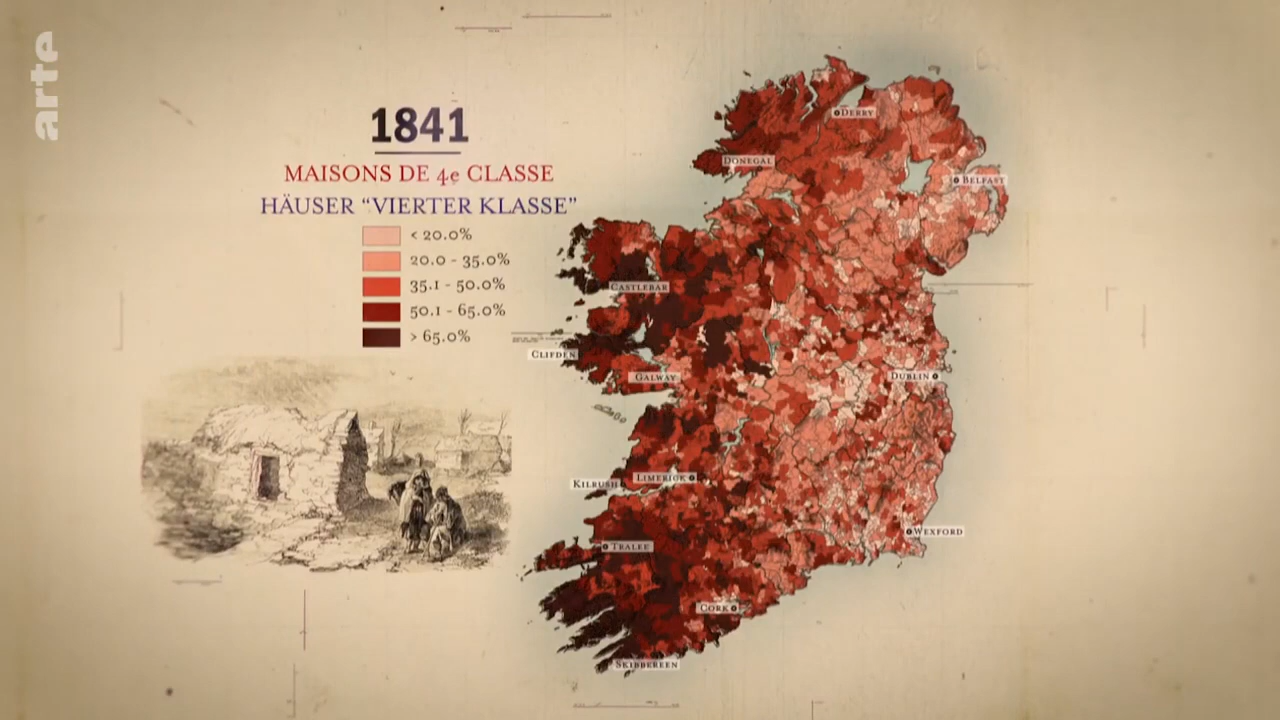 arte
1841
MAISONS DE 4e CLASSE
HÄUSER “VIERTER KLASSE”
< 20.0%
20.0 - 35.0%
35.1 - 50.0%
50.1 - 65.0%
> 65.0%
DERRY
DONEGAL
BELFAST
CASTLEBAR
CLIFDEN
GALWAY
DUBLIN
KILRUSH
LIMERICK
WEXFORD
TRALEE
CORK
SKIBBEREEN